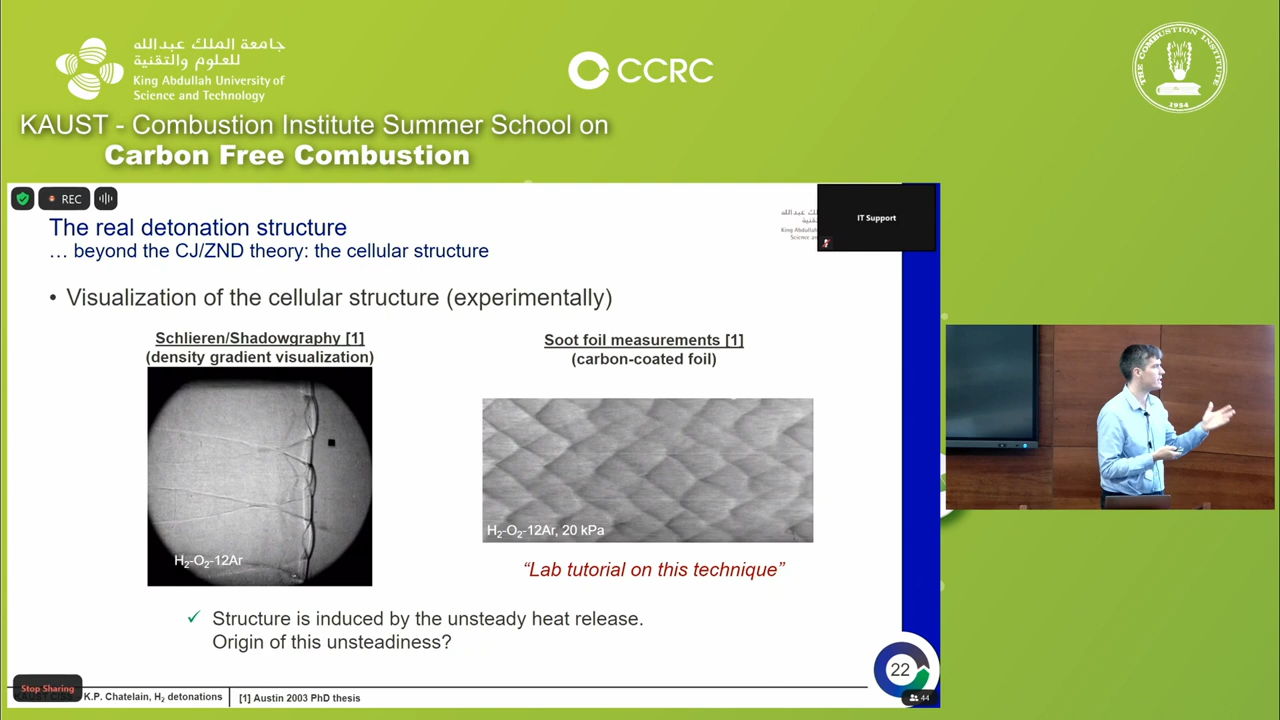 جامعة الملك عبدالله
للعلوم والتقنية
King Abdullah University of
Science and Technology
CCRC
THE COMBUSTION INSTITUTE
1954
KAUST - Combustion Institute Summer School on
Carbon Free Combustion
REC
IT Support
The real detonation structure
… beyond the CJ/ZND theory: the cellular structure
• Visualization of the cellular structure (experimentally)
Schlieren/Shadowgraphy [1]
(density gradient visualization)
Soot foil measurements [1]
(carbon-coated foil)
H₂-O₂-12Ar
H₂-O₂-12Ar, 20 kPa
“Lab tutorial on this technique”
✓ Structure is induced by the unsteady heat release.
Origin of this unsteadiness?
22
44
Stop Sharing
K.P. Chatelain, H₂ detonations
[1] Austin 2003 PhD thesis